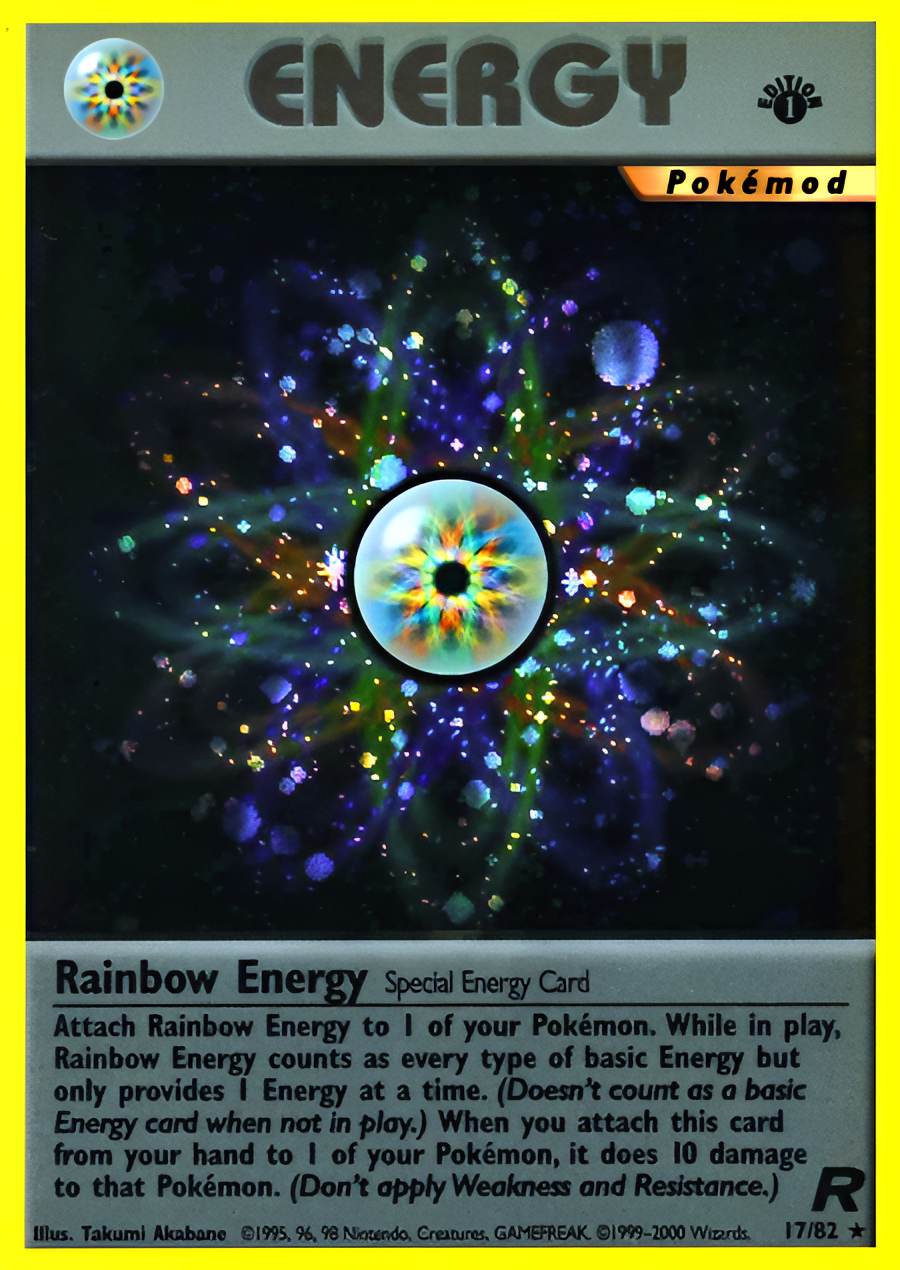 ENERGY
EDITION
1
Pokémod
Rainbow Energy Special Energy Card
Attach Rainbow Energy to 1 of your Pokémon. While in play,
Rainbow Energy counts as every type of basic Energy but
only provides 1 Energy at a time. (Doesn't count as a basic
Energy card when not in play.) When you attach this card
from your hand to 1 of your Pokémon, it does 10 damage
to that Pokémon. (Don't apply Weakness and Resistance.)
R
Illus. Takumi Akabane ©1995, 96, 98 Nintendo, Creatures, GAMEFREAK. ©1999-2000 Wizards. 17/82 ★